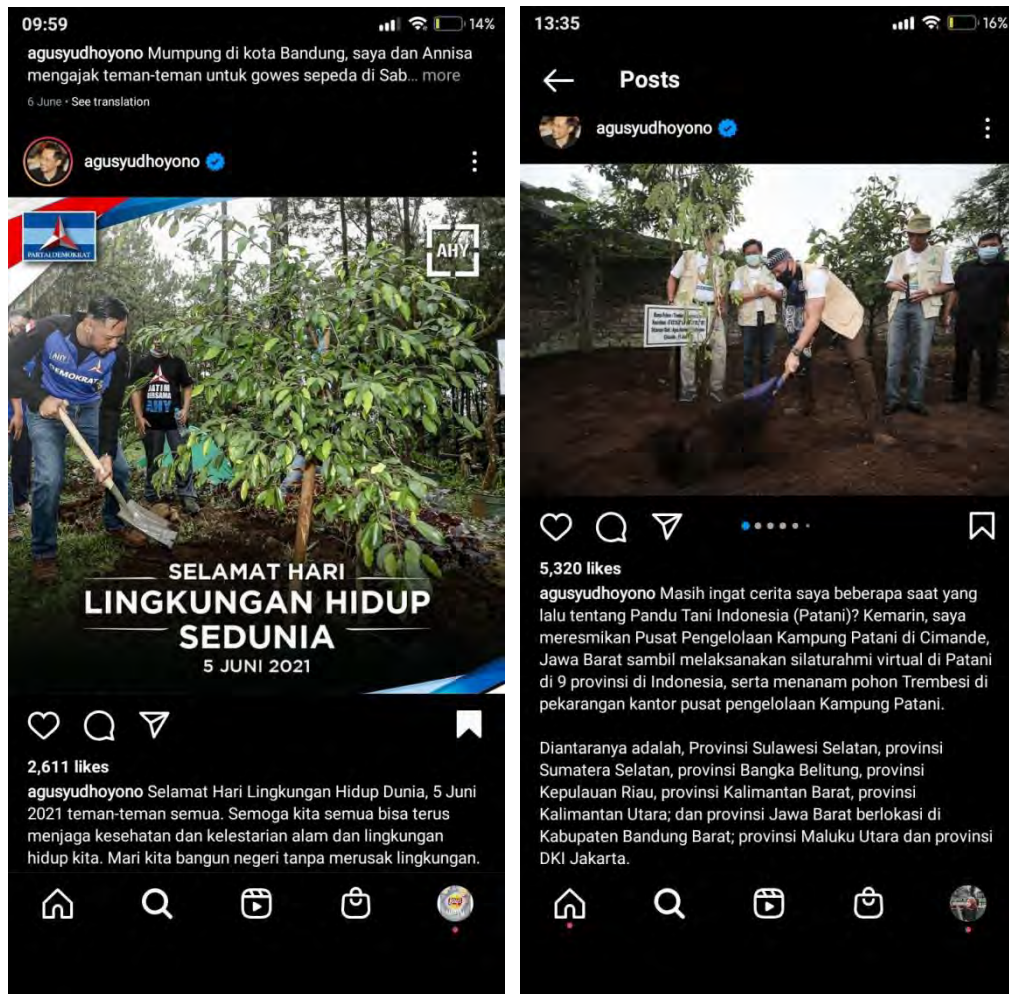 09:59
14%
agusyudhoyono Mumpung di kota Bandung, saya dan Annisa
mengajak teman-teman untuk gowes sepeda di Sab... more
6 June • See translation
agusyudhoyono
PARTAI DEMOKRAT
AHY
AHY
DEMOKRAT
JATIM
BERSAMA
AHY
SELAMAT HARI
LINGKUNGAN HIDUP
SEDUNIA
5 JUNI 2021
2,611 likes
agusyudhoyono Selamat Hari Lingkungan Hidup Dunia, 5 Juni
2021 teman-teman semua. Semoga kita semua bisa terus
menjaga kesehatan dan kelestarian alam dan lingkungan
hidup kita. Mari kita bangun negeri tanpa merusak lingkungan.
13:35
16%
Posts
agusyudhoyono
5,320 likes
agusyudhoyono Masih ingat cerita saya beberapa saat yang
lalu tentang Pandu Tani Indonesia (Patani)? Kemarin, saya
meresmikan Pusat Pengelolaan Kampung Patani di Cimande,
Jawa Barat sambil melaksanakan silaturahmi virtual di Patani
di 9 provinsi di Indonesia, serta menanam pohon Trembesi di
pekarangan kantor pusat pengelolaan Kampung Patani.
Diantaranya adalah, Provinsi Sulawesi Selatan, provinsi
Sumatera Selatan, provinsi Bangka Belitung, provinsi
Kepulauan Riau, provinsi Kalimantan Barat, provinsi
Kalimantan Utara; dan provinsi Jawa Barat berlokasi di
Kabupaten Bandung Barat; provinsi Maluku Utara dan provinsi
DKI Jakarta.